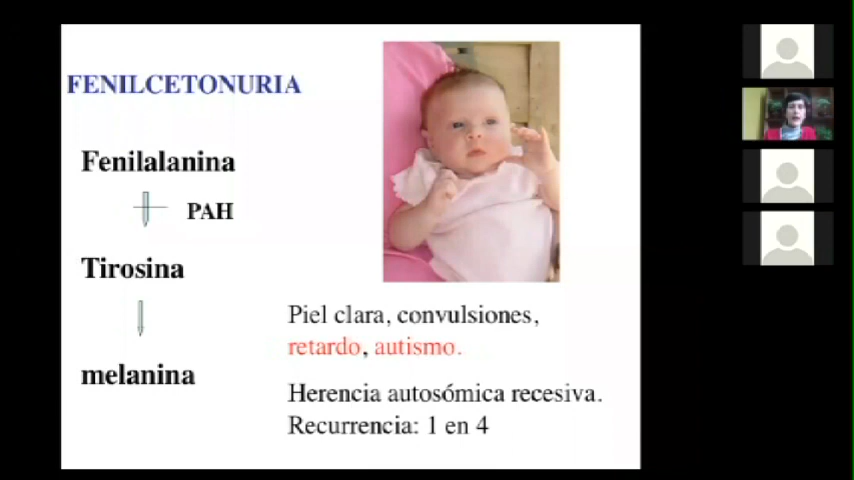 FENILCETONURIA
Fenilalanina
PAH
Tirosina
melanina
Piel clara, convulsiones,
retardo, autismo.
Herencia autosómica recesiva.
Recurrencia: 1 en 4